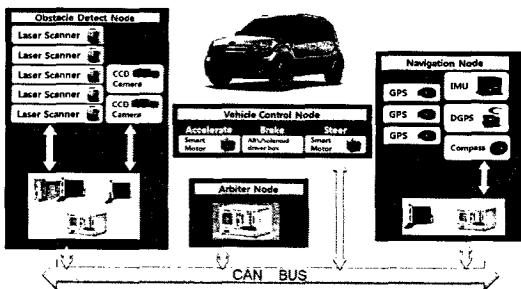 Obstacle Detect Node
Laser Scanner
Laser Scanner
Laser Scanner
Laser Scanner
Laser Scanner
CCD
Camera
CCD
Camera
Vehicle Control Node
Accelerate
Smart
Motor
Brake
driver box
Steer
Smart
Motor
Arbiter Node
Navigation Node
GPS
GPS
GPS
IMU
DGPS
Compass
CAN BUS